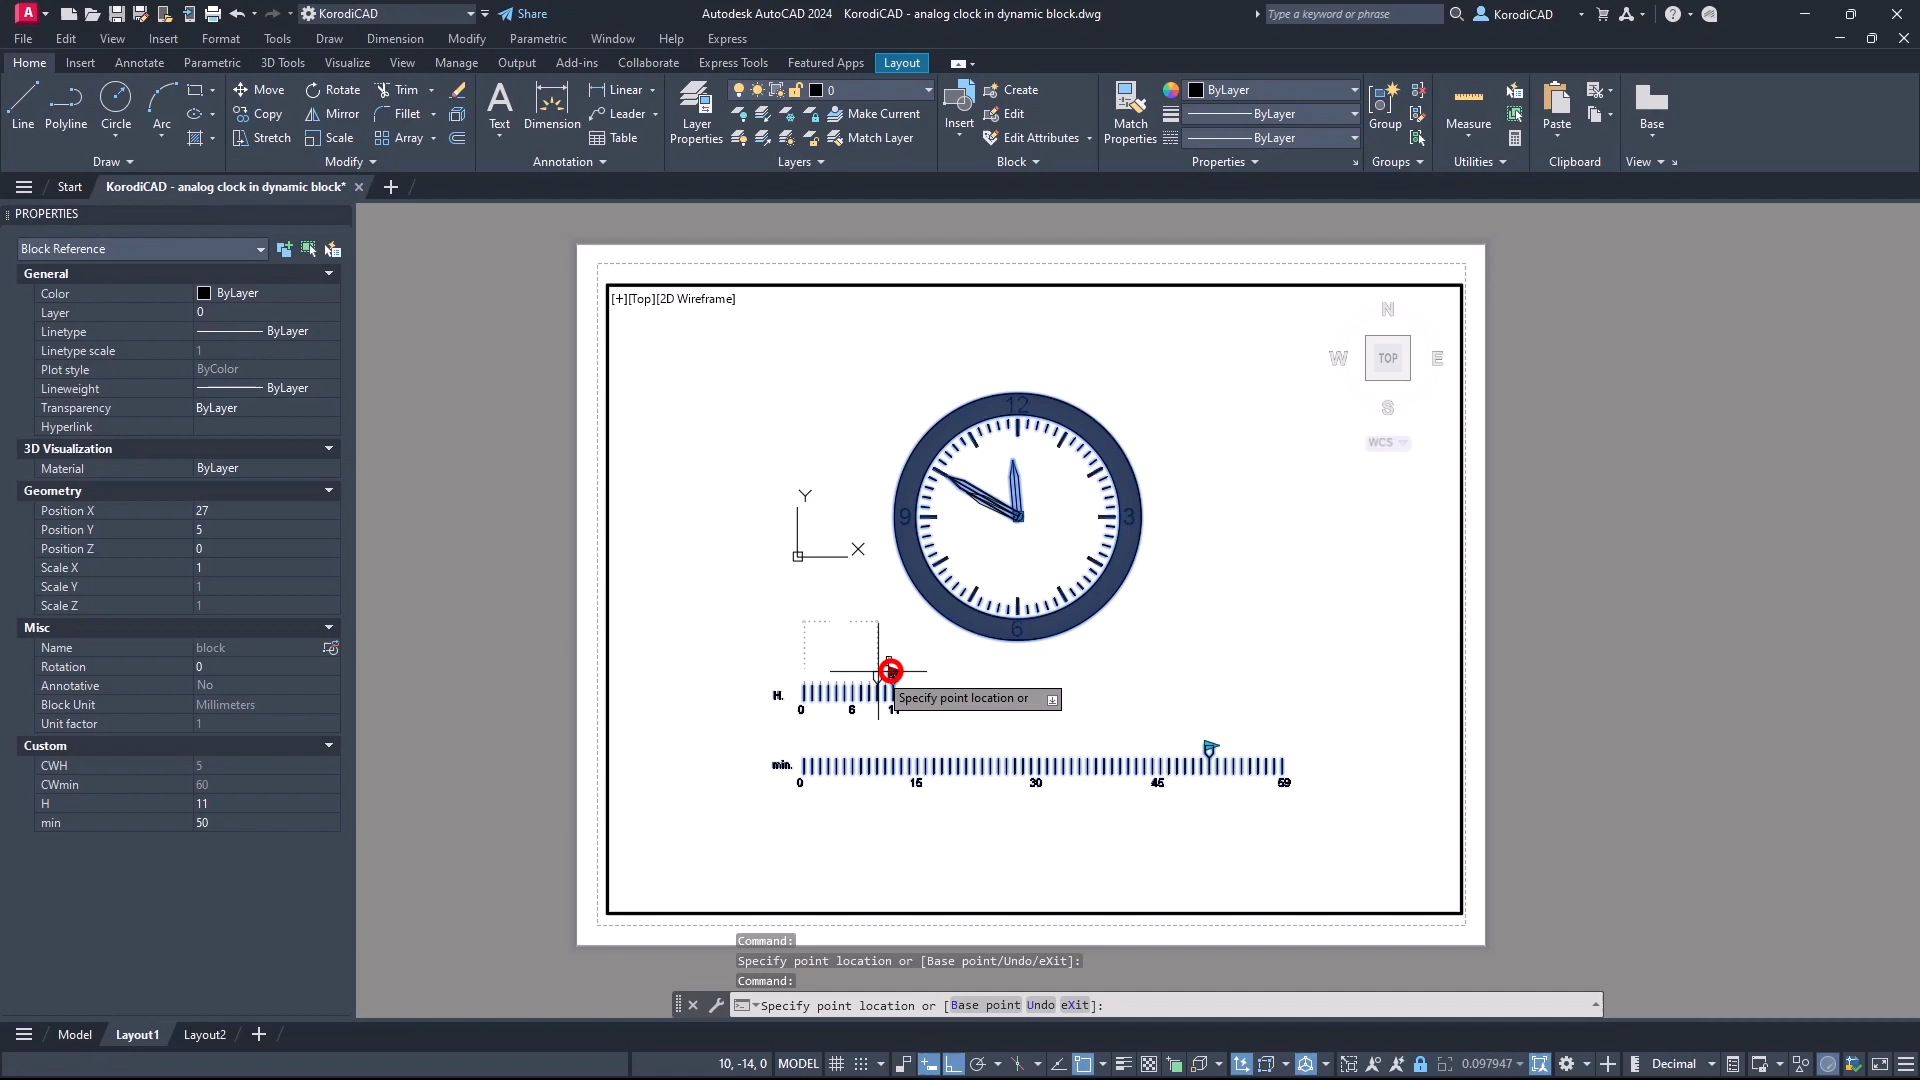 KorodiCAD
Share
Autodesk AutoCAD 2024 KorodiCAD - analog clock in dynamic block.dwg
Type a keyword or phrase
KorodiCAD
File Edit View Insert Format Tools Draw Dimension Modify Parametric Window Help Express
Home Insert Annotate Parametric 3D Tools Visualize View Manage Output Add-ins Collaborate Express Tools Featured Apps Layout
Line Polyline Circle Arc
Move Rotate Trim
Copy Mirror Fillet
Stretch Scale Array
Text Dimension
Linear
Leader
Table
Layer Properties
0
Make Current
Match Layer
Insert
Create
Edit
Edit Attributes
Match Properties
ByLayer
ByLayer
ByLayer
Group
Measure
Paste
Base
Draw Modify Annotation Layers Block Properties Groups Utilities Clipboard View
Start KorodiCAD - analog clock in dynamic block*
PROPERTIES
Block Reference
General
Color ByLayer
Layer 0
Linetype ByLayer
Linetype scale 1
Plot style ByColor
Lineweight ByLayer
Transparency ByLayer
Hyperlink
3D Visualization
Material ByLayer
Geometry
Position X 27
Position Y 5
Position Z 0
Scale X 1
Scale Y 1
Scale Z 1
Misc
Name block
Rotation 0
Annotative No
Block Unit Millimeters
Unit factor 1
Custom
CWH 5
CWmin 60
H 11
min 50
[+][Top][2D Wireframe]
N
W TOP E
S
WCS
12
9 3
6
Y
X
H.
0 6
Specify point location or
min.
0 15 30 45 59
Command:
Specify point location or [Base point/Undo/eXit]:
Command:
Specify point location or [Base point Undo eXit]:
Model Layout1 Layout2
10, -14, 0 MODEL 0.097947 Decimal